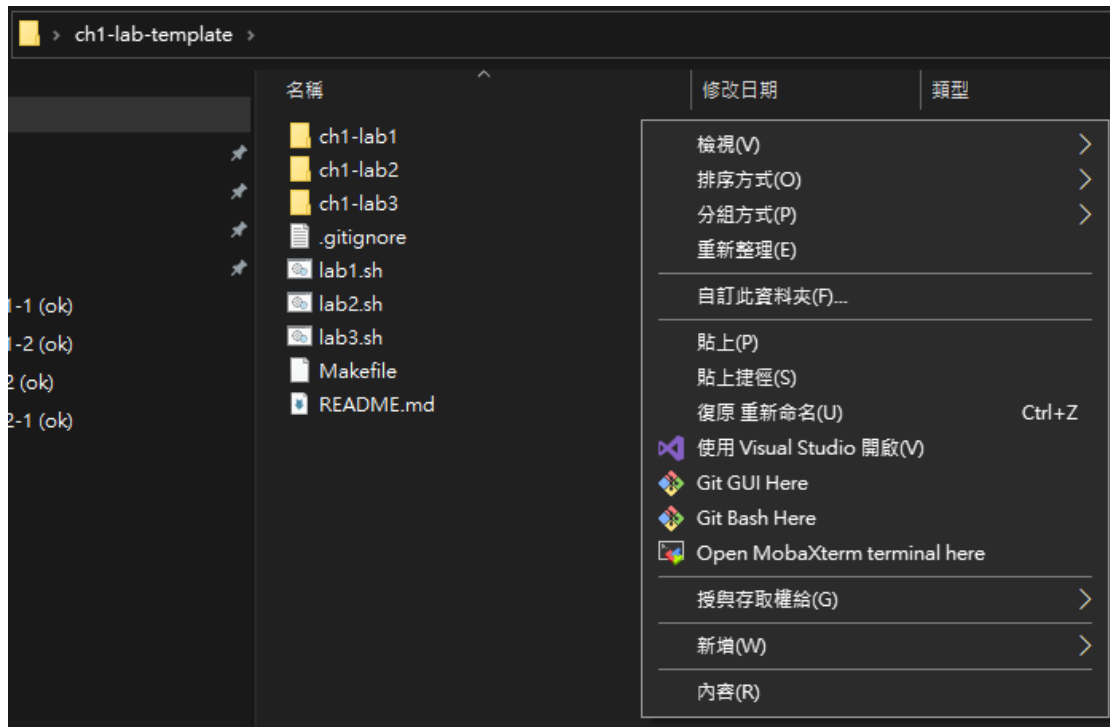 ch1-lab-template
名稱
修改日期
類型
ch1-lab1
ch1-lab2
ch1-lab3
.gitignore
lab1.sh
lab2.sh
lab3.sh
Makefile
README.md
1-1 (ok)
1-2 (ok)
2 (ok)
2-1 (ok)
檢視(V)
排序方式(O)
分組方式(P)
重新整理(E)
自訂此資料夾(F)...
貼上(P)
貼上捷徑(S)
復原 重新命名(U) Ctrl+Z
使用 Visual Studio 開啟(V)
Git GUI Here
Git Bash Here
Open MobaXterm terminal here
授與存取權給(G)
新增(W)
內容(R)